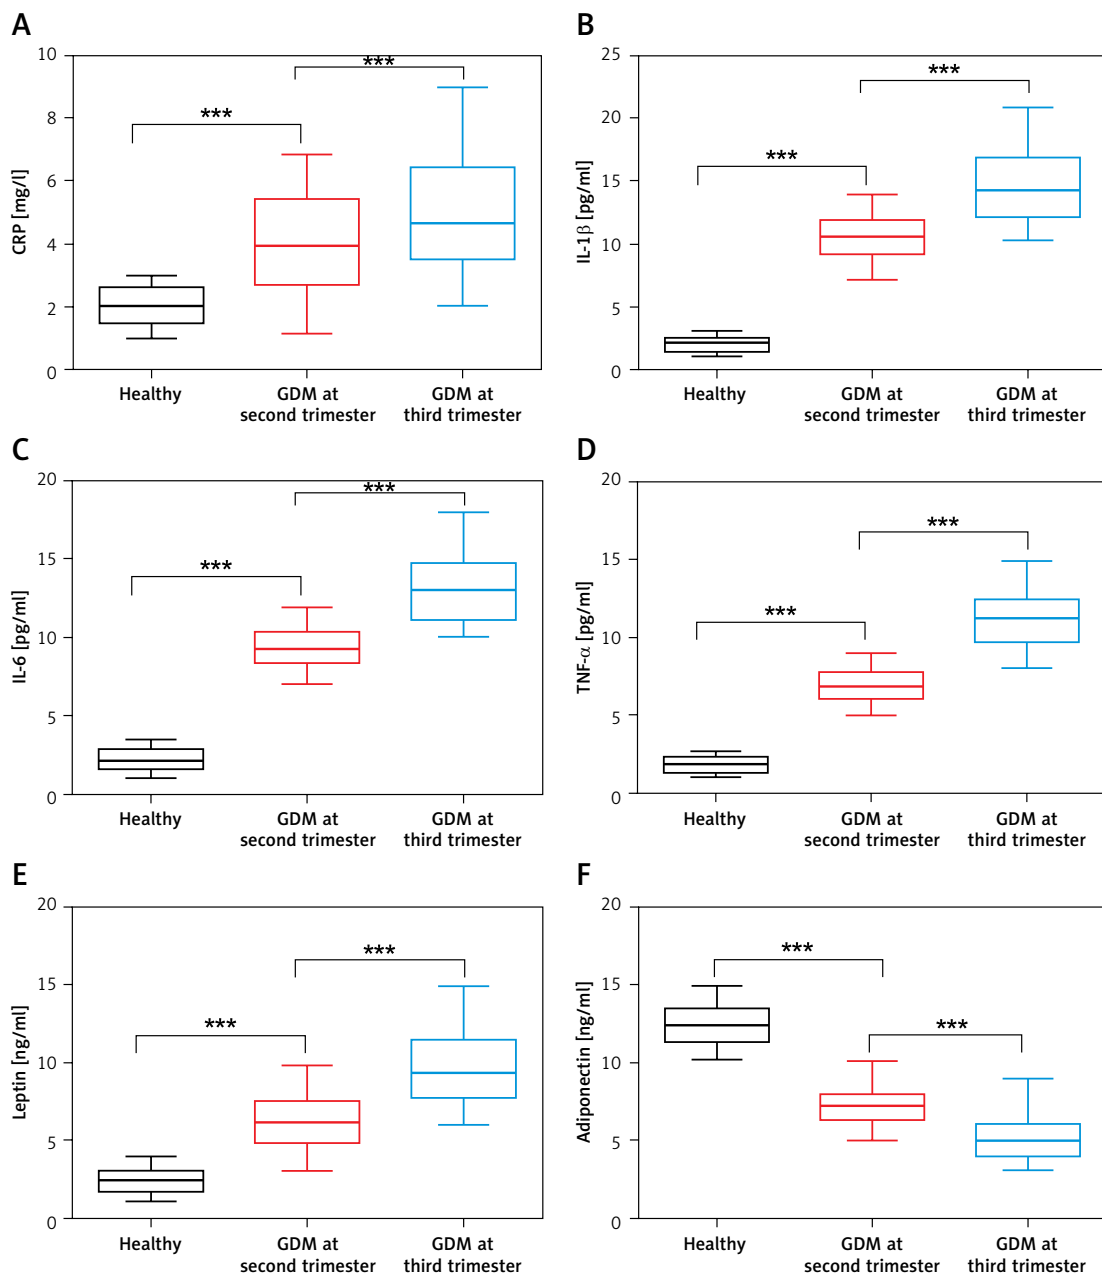 A
CRP [mg/l]
10
8
6
4
2
0
***
***
Healthy
GDM at
second trimester
GDM at
third trimester
B
IL-1β [pg/ml]
25
20
15
10
5
0
***
***
Healthy
GDM at
second trimester
GDM at
third trimester
C
IL-6 [pg/ml]
20
15
10
5
0
***
***
Healthy
GDM at
second trimester
GDM at
third trimester
D
TNF-α [pg/ml]
20
15
10
5
0
***
***
Healthy
GDM at
second trimester
GDM at
third trimester
E
Leptin [ng/ml]
20
15
10
5
0
***
***
Healthy
GDM at
second trimester
GDM at
third trimester
F
Adiponectin [ng/ml]
20
15
10
5
0
***
***
Healthy
GDM at
second trimester
GDM at
third trimester